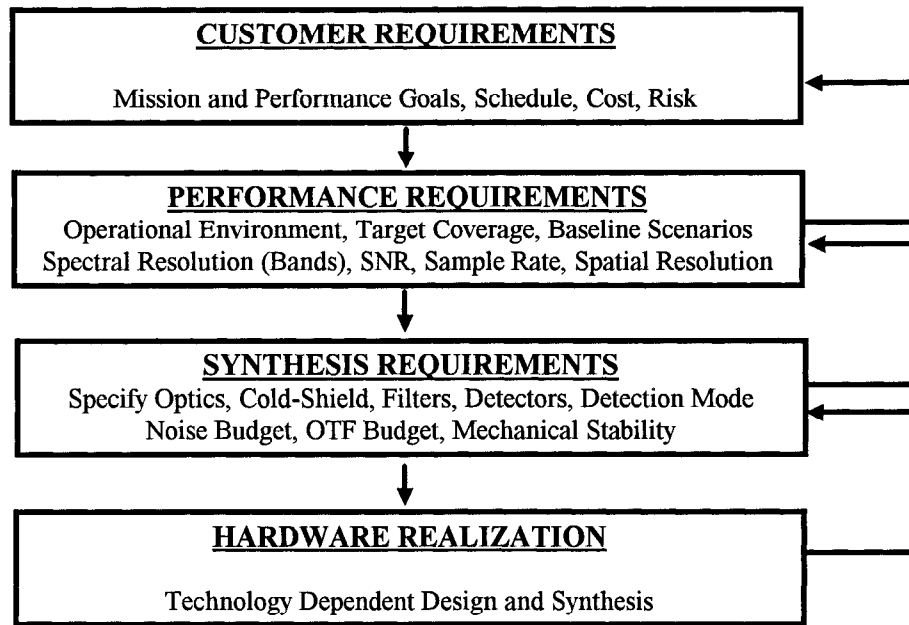 CUSTOMER REQUIREMENTS
Mission and Performance Goals, Schedule, Cost, Risk
PERFORMANCE REQUIREMENTS
Operational Environment, Target Coverage, Baseline Scenarios
Spectral Resolution (Bands), SNR, Sample Rate, Spatial Resolution
SYNTHESIS REQUIREMENTS
Specify Optics, Cold-Shield, Filters, Detectors, Detection Mode
Noise Budget, OTF Budget, Mechanical Stability
HARDWARE REALIZATION
Technology Dependent Design and Synthesis